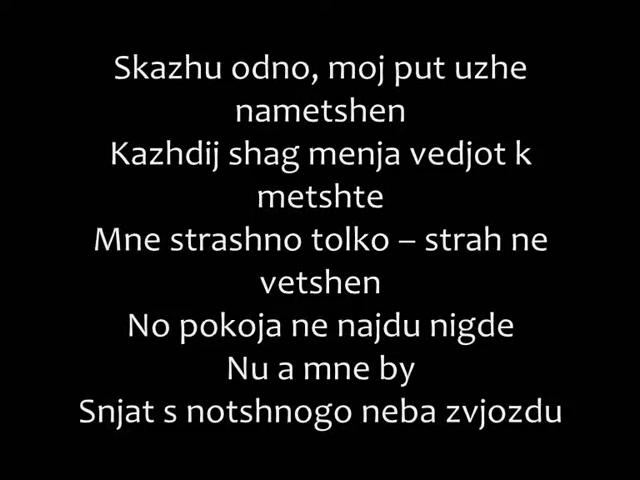 Skazhu odno, moj put uzhe
nametshen
Kazhdij shag menja vedjot k
metshte
Mne strashno tolko – strah ne
vetshen
No pokoja ne najdu nigde
Nu a mne by
Snjat s notshnogo neba zvjozdu